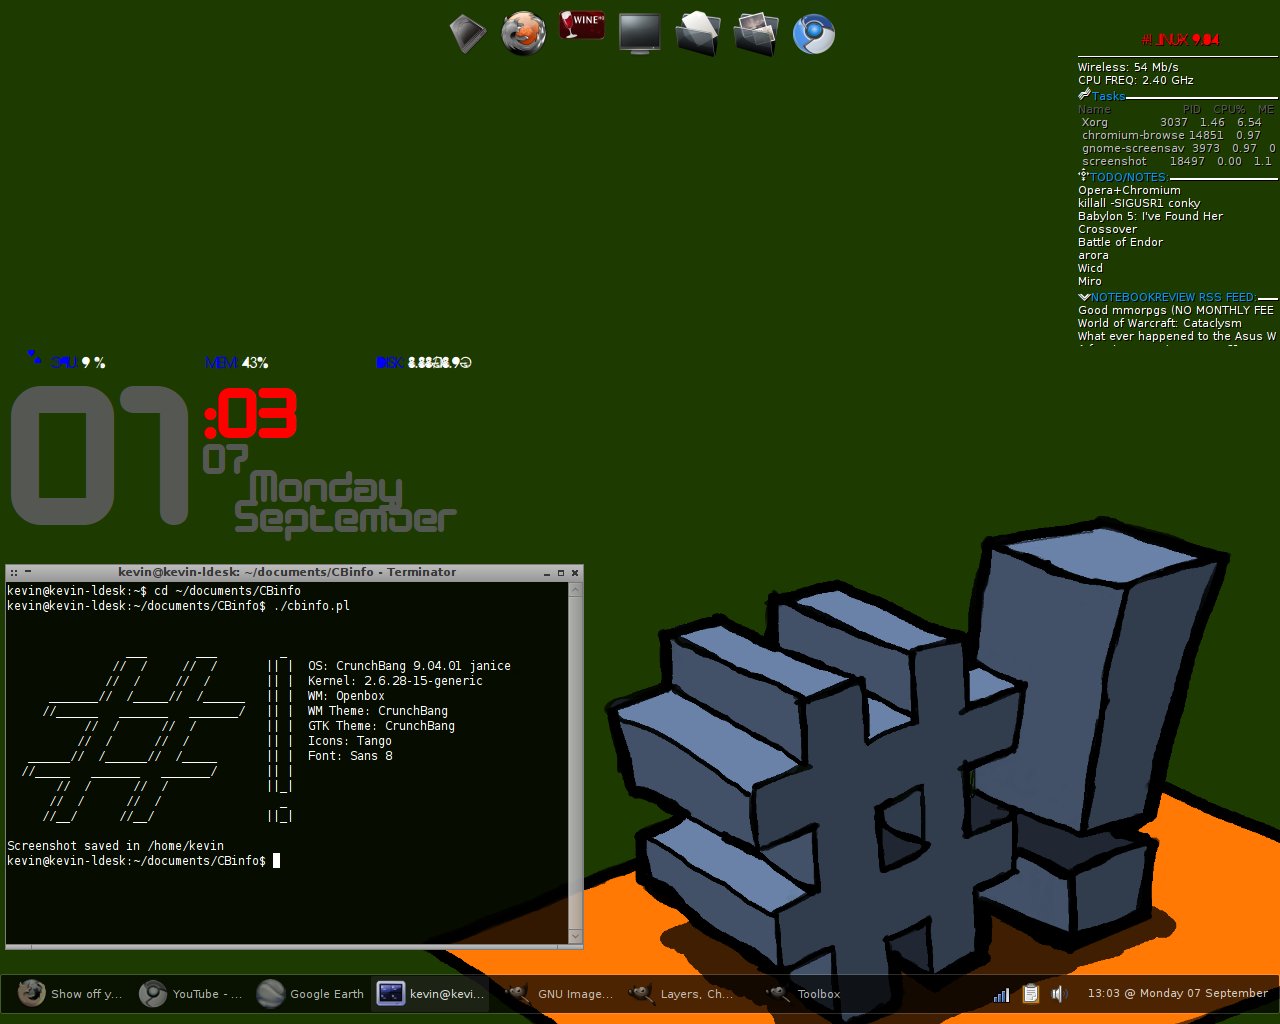 WINE HQ
Wireless: 54 Mb/s
CPU FREQ: 2.40 GHz
Tasks
Name PID CPU% ME
Xorg 3037 1.46 6.54
chromium-browse 14851 0.97
gnome-screensav 3973 0.97 0
screenshot 18497 0.00 1.1
TODO/NOTES:
Opera+Chromium
killall -SIGUSR1 conky
Babylon 5: I've Found Her
Crossover
Battle of Endor
arora
Wicd
Miro
NOTEBOOKREVIEW RSS FEED:
Good mmorpgs (NO MONTHLY FEE
World of Warcraft: Cataclysm
What ever happened to the Asus W
9 % MEM: 43% DISK:
07 :03
07
Monday
September
kevin@kevin-ldesk: ~/documents/CBinfo - Terminator
kevin@kevin-ldesk:~$ cd ~/documents/CBinfo
kevin@kevin-ldesk:~/documents/CBinfo$ ./cbinfo.pl
OS: CrunchBang 9.04.01 janice
Kernel: 2.6.28-15-generic
WM: Openbox
WM Theme: CrunchBang
GTK Theme: CrunchBang
Icons: Tango
Font: Sans 8
Screenshot saved in /home/kevin
kevin@kevin-ldesk:~/documents/CBinfo$
#!
Show off y... YouTube - ... Google Earth kevin@kevi... GNU Image... Layers, Ch... Toolbox 13:03 @ Monday 07 September